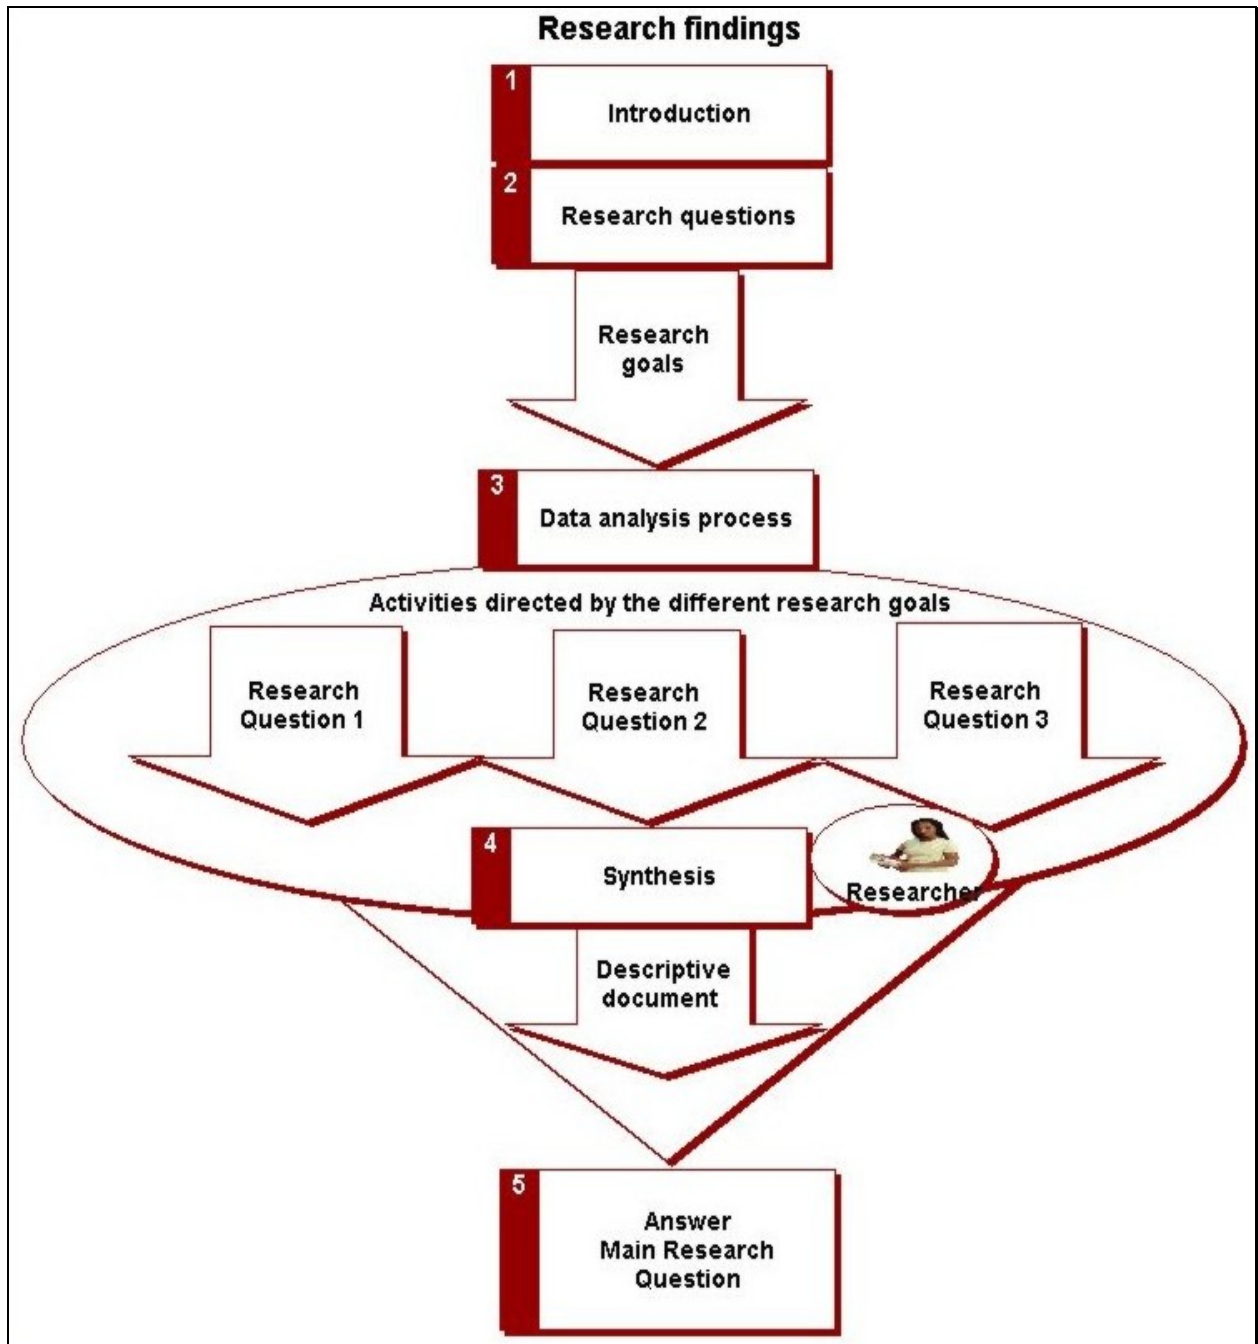 Research findings
1
Introduction
2
Research questions
Research
goals
3
Data analysis process
Activities directed by the different research goals
Research
Question 1
Research
Question 2
Research
Question 3
4
Synthesis
Researcher
Descriptive
document
5
Answer
Main Research
Question